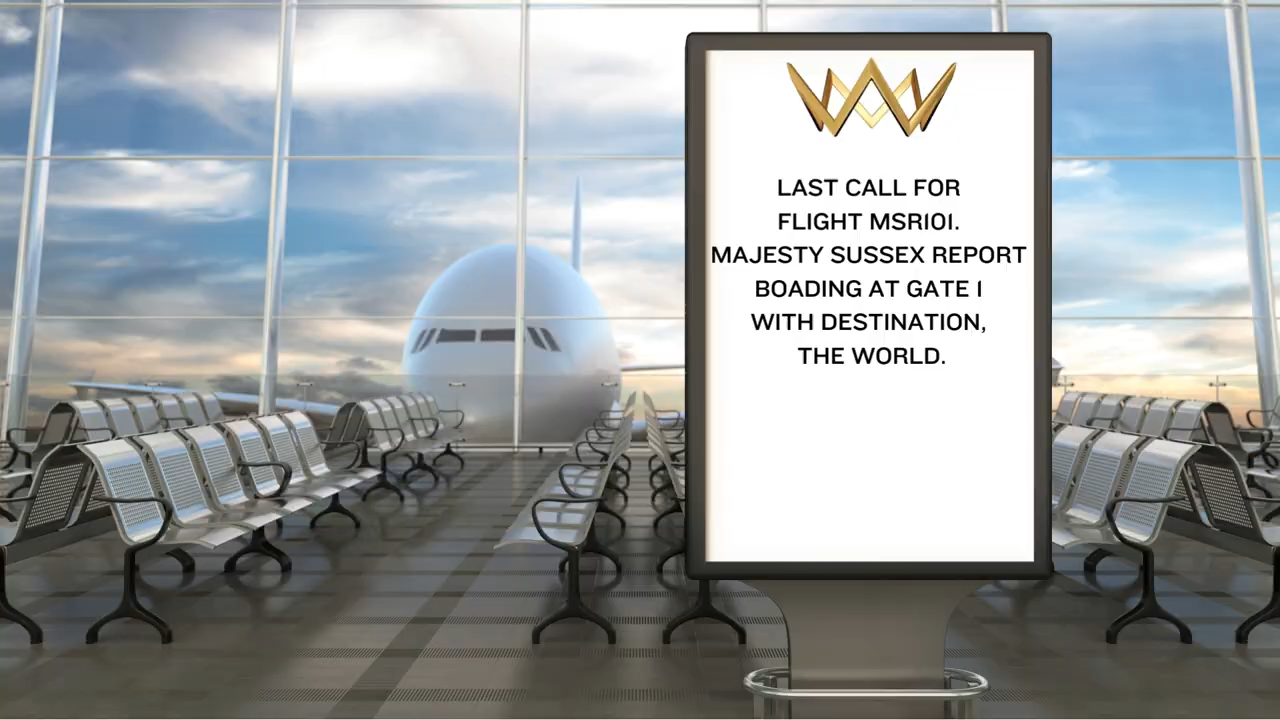 LAST CALL FOR
FLIGHT MSR101.
MAJESTY SUSSEX REPORT
BOADING AT GATE 1
WITH DESTINATION,
THE WORLD.